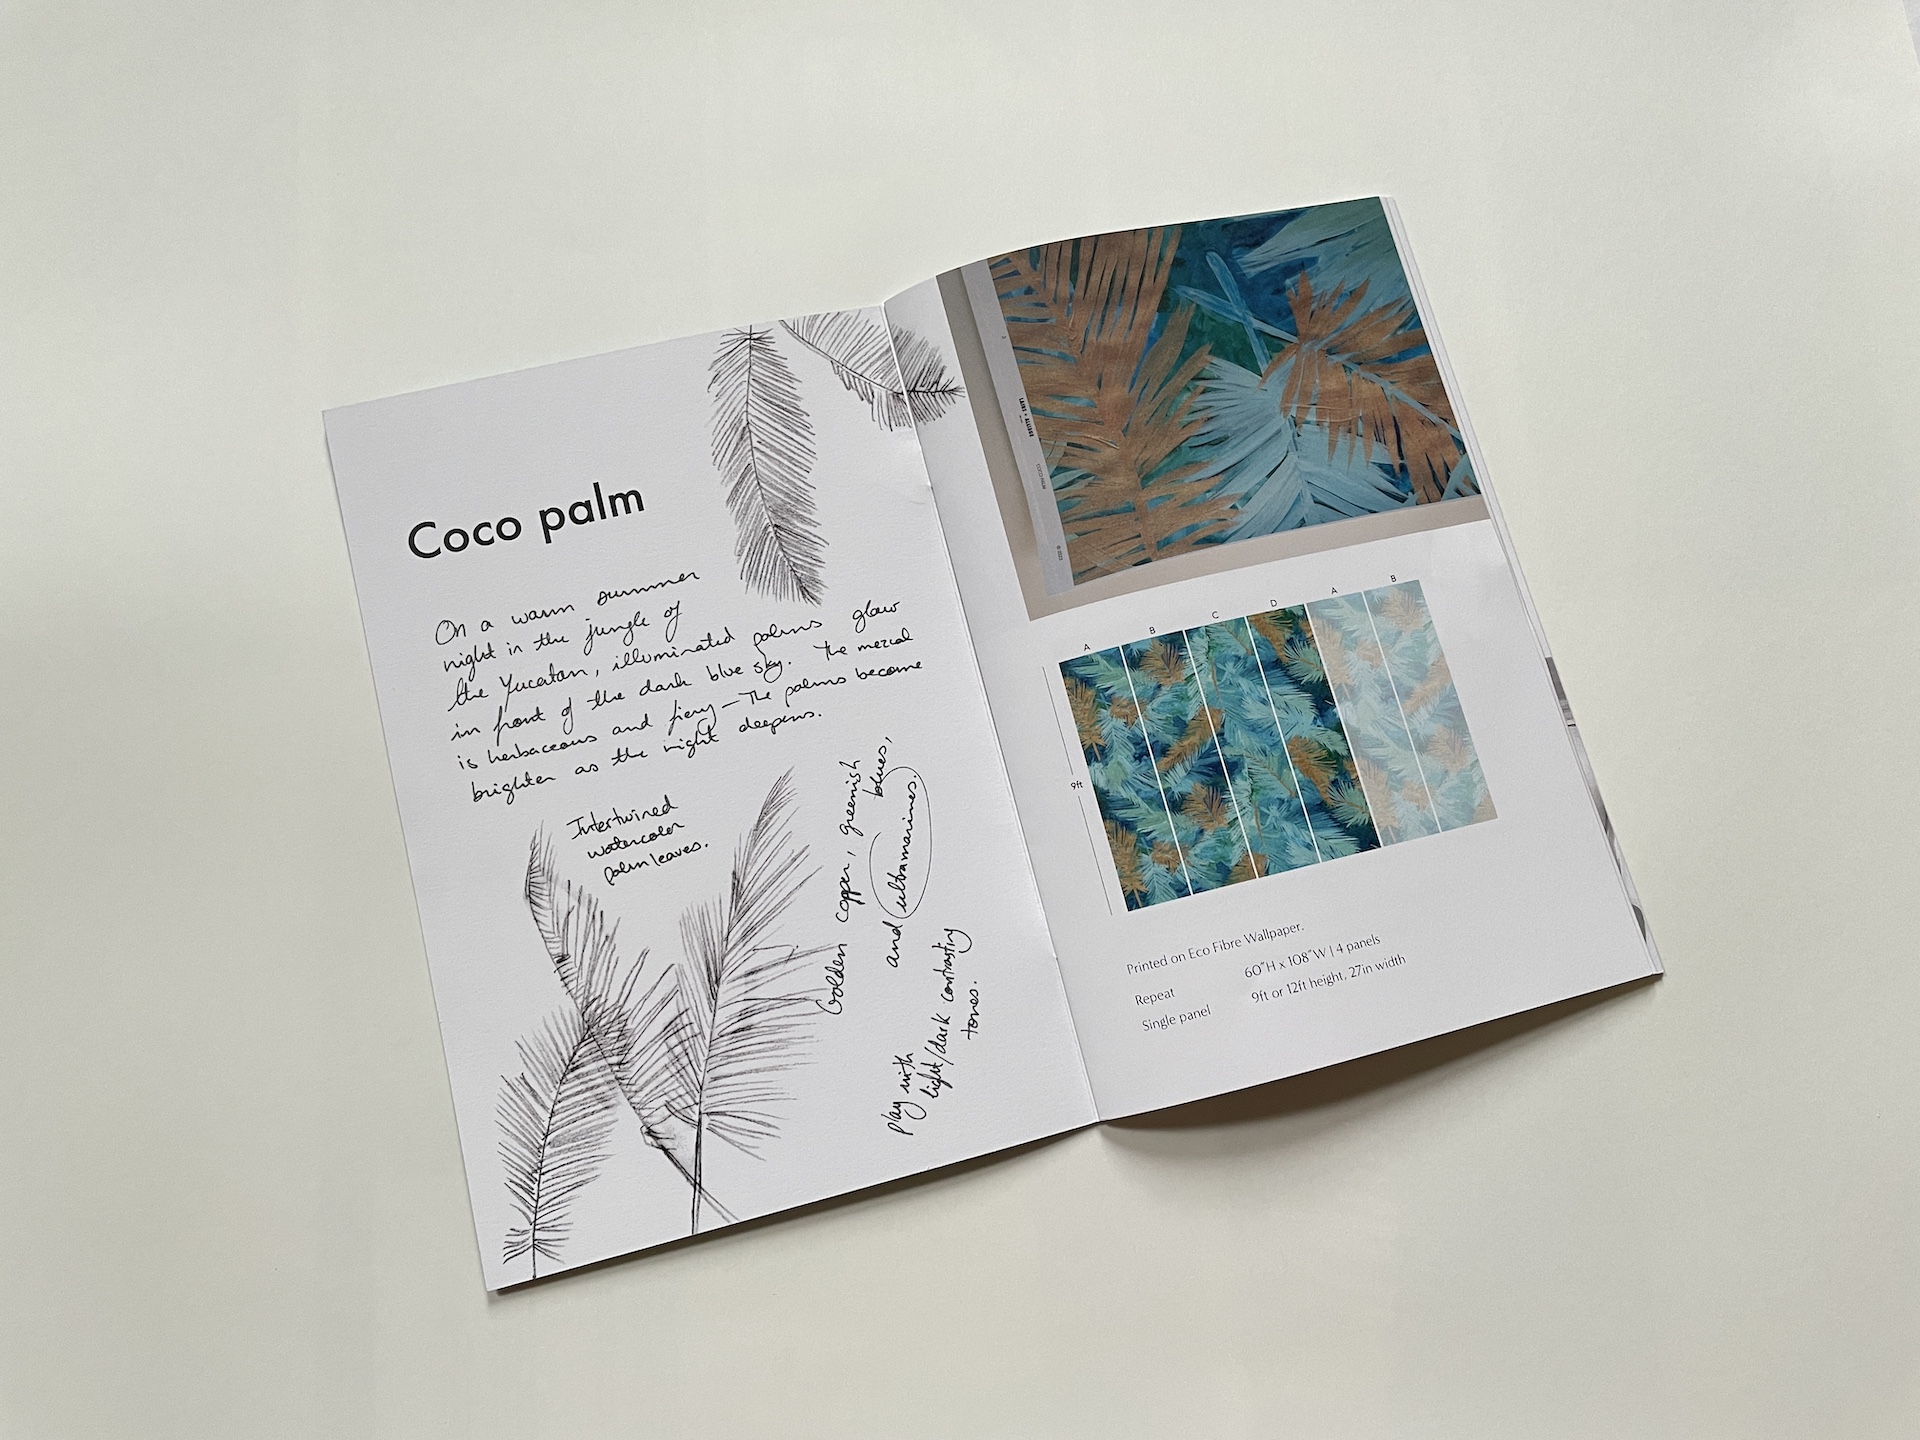 Coco palm
On a warm summer
night in the jungle of
the Yucatan, illuminated palms glow
in front of the dark blue sky. The mezcal
is herbaceous and fiery—The palms become
brighter as the night deepens.
Intertwined
watercolor
palm leaves.
Golden copper, greenish blues,
and ultramarines.
Play with
light/dark contrasting
tones.
A B C D A B
9ft
Printed on Eco Fibre Wallpaper.
Repeat 60"H x 108"W | 4 panels
Single panel 9ft or 12ft height, 27in width